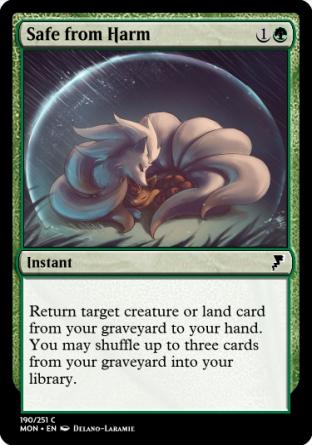 Safe from Harm 1
Instant
Return target creature or land card
from your graveyard to your hand.
You may shuffle up to three cards
from your graveyard into your
library.
190/251 C
MON • EN Delano-Laramie